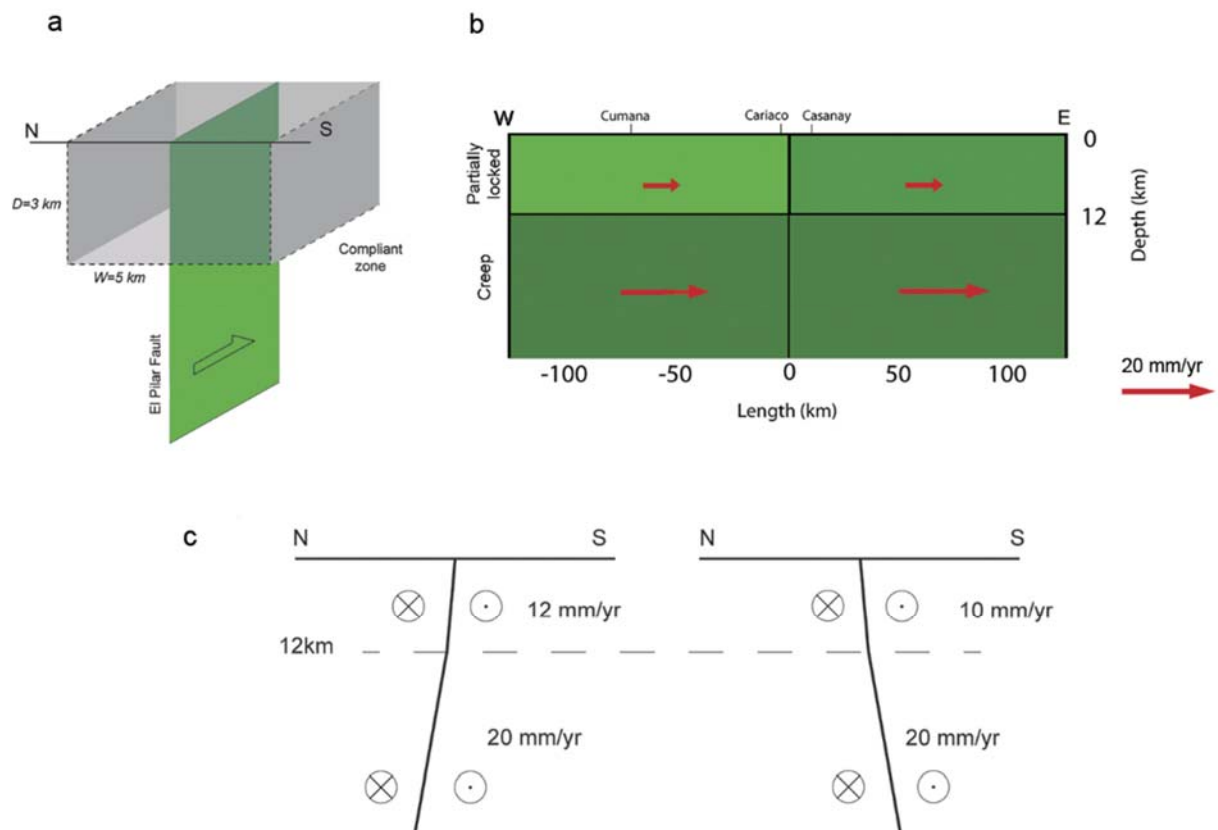 a
N
S
D=3 km
W=5 km
Compliant
zone
El Pilar Fault
b
W
Cumana
Cariaco
Casanay
E
Partially
locked
Creep
0
12
Depth (km)
-100 -50 0 50 100
Length (km)
20 mm/yr
c
N S
12 mm/yr
12km
20 mm/yr
N S
10 mm/yr
20 mm/yr